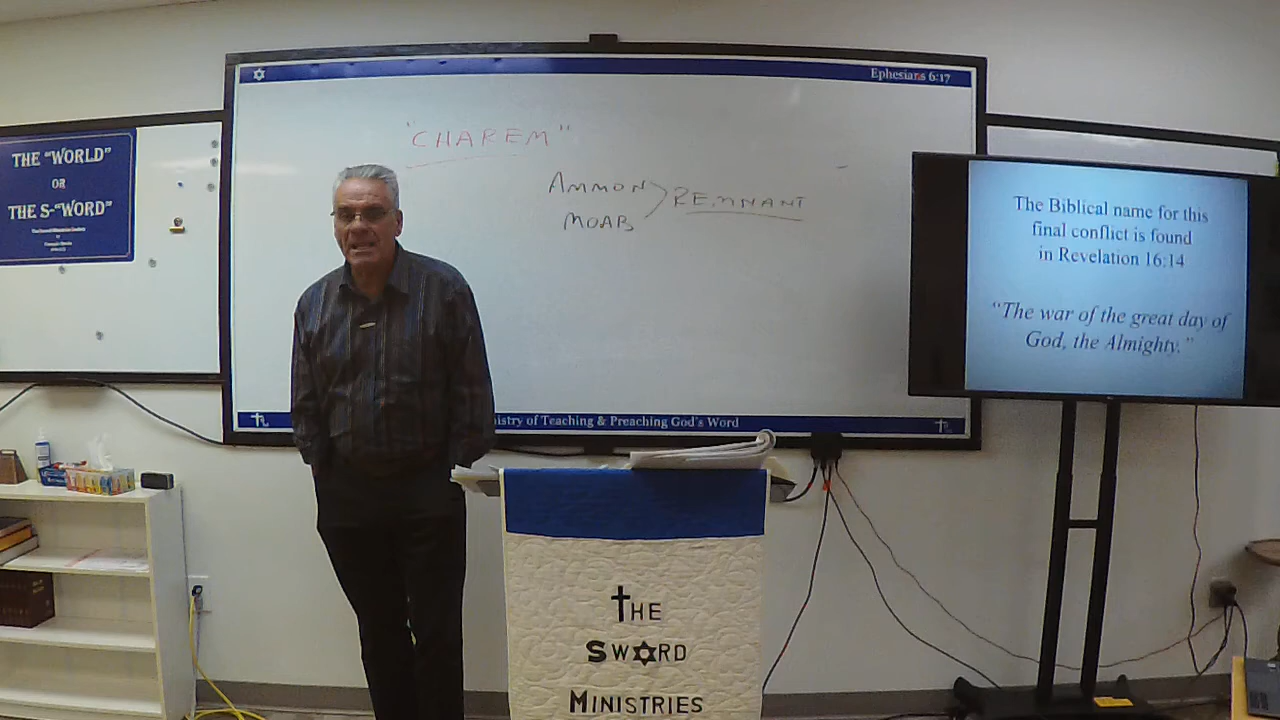 Ephesians 6:17
THE "WORLD"
OR
THE S-"WORD"
"CHAREM"
AMMON
REMNANT
MOAB
The Biblical name for this
final conflict is found
in Revelation 16:14
"The war of the great day of
God, the Almighty."
istry of Teaching & Preaching God's Word
THE
SWORD
MINISTRIES